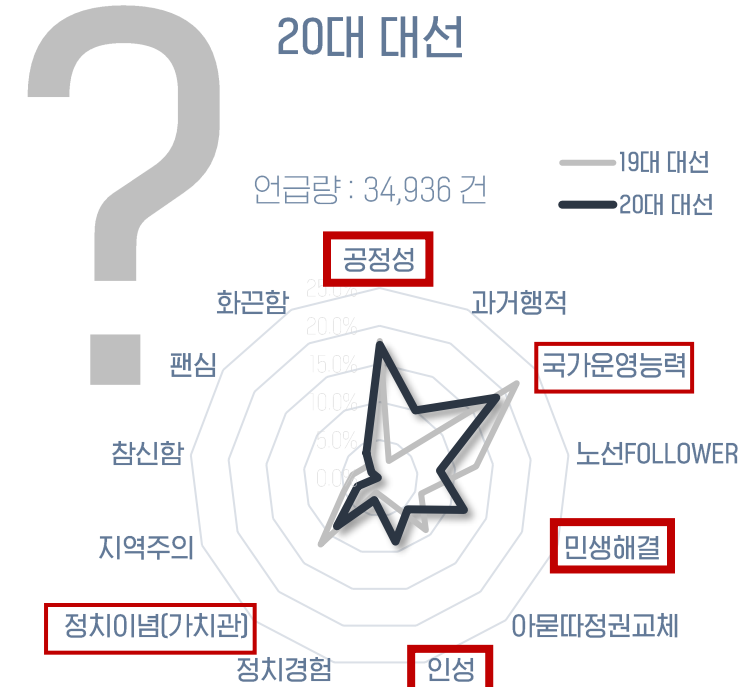 ?
20대 대선
언급량 : 34,936 건
19대 대선
20대 대선
공정성
과거행적
국가운영능력
노선FOLLOWER
민생해결
아묻따정권교체
인성
정치경험
정치이념(가치관)
지역주의
참신함
팬심
화끈함
25.0%
20.0%
15.0%
10.0%
5.0%
0.0%